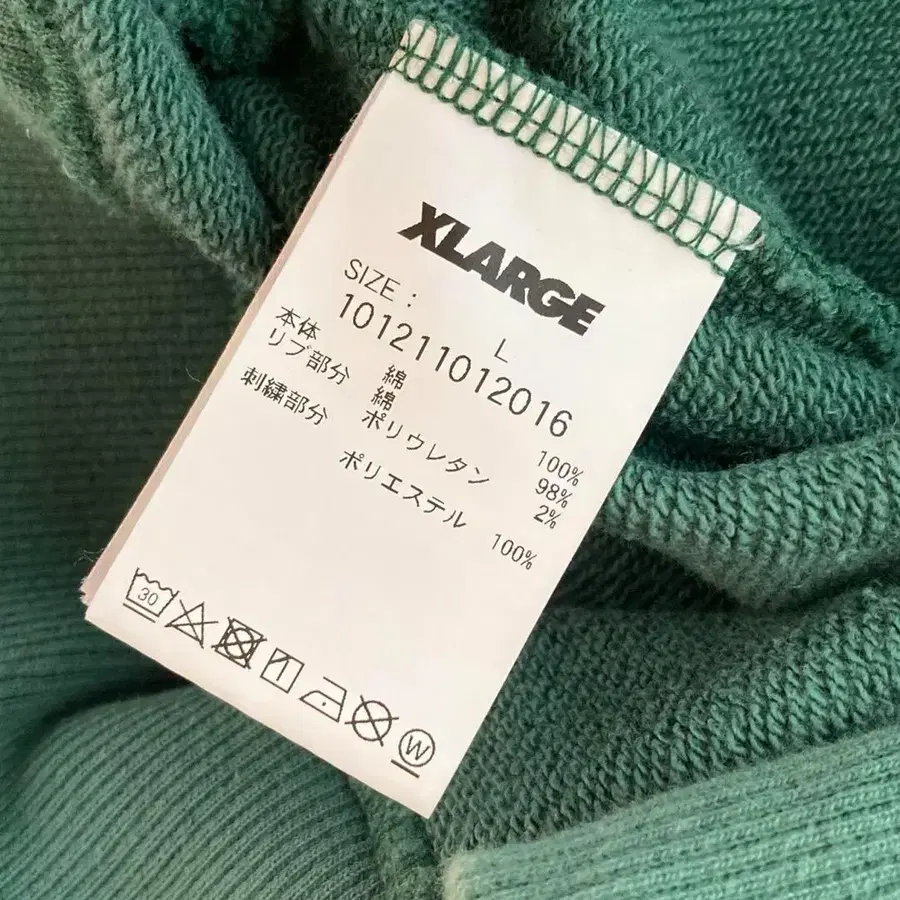 XLARGE
SIZE : L
101211012016
本体 綿 100%
リブ部分 綿 98%
ポリウレタン 2%
刺繍部分 ポリエステル 100%
30
W